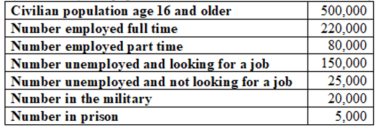 Civilian population age 16 and older 500,000
Number employed full time 220,000
Number employed part time 80,000
Number unemployed and looking for a job 150,000
Number unemployed and not looking for a job 25,000
Number in the military 20,000
Number in prison 5,000